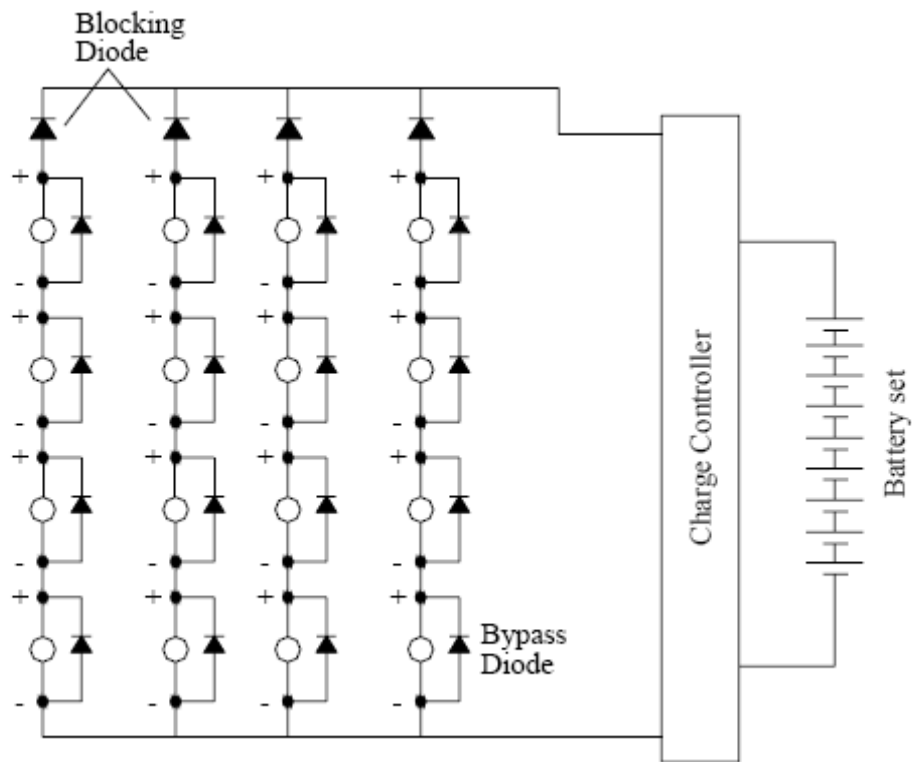 Blocking
Diode
+ + + +
- - - -
+ + + +
- - - -
+ + + +
- - - -
+ + + +
Bypass
Diode
- - - -
Charge Controller
Battery set